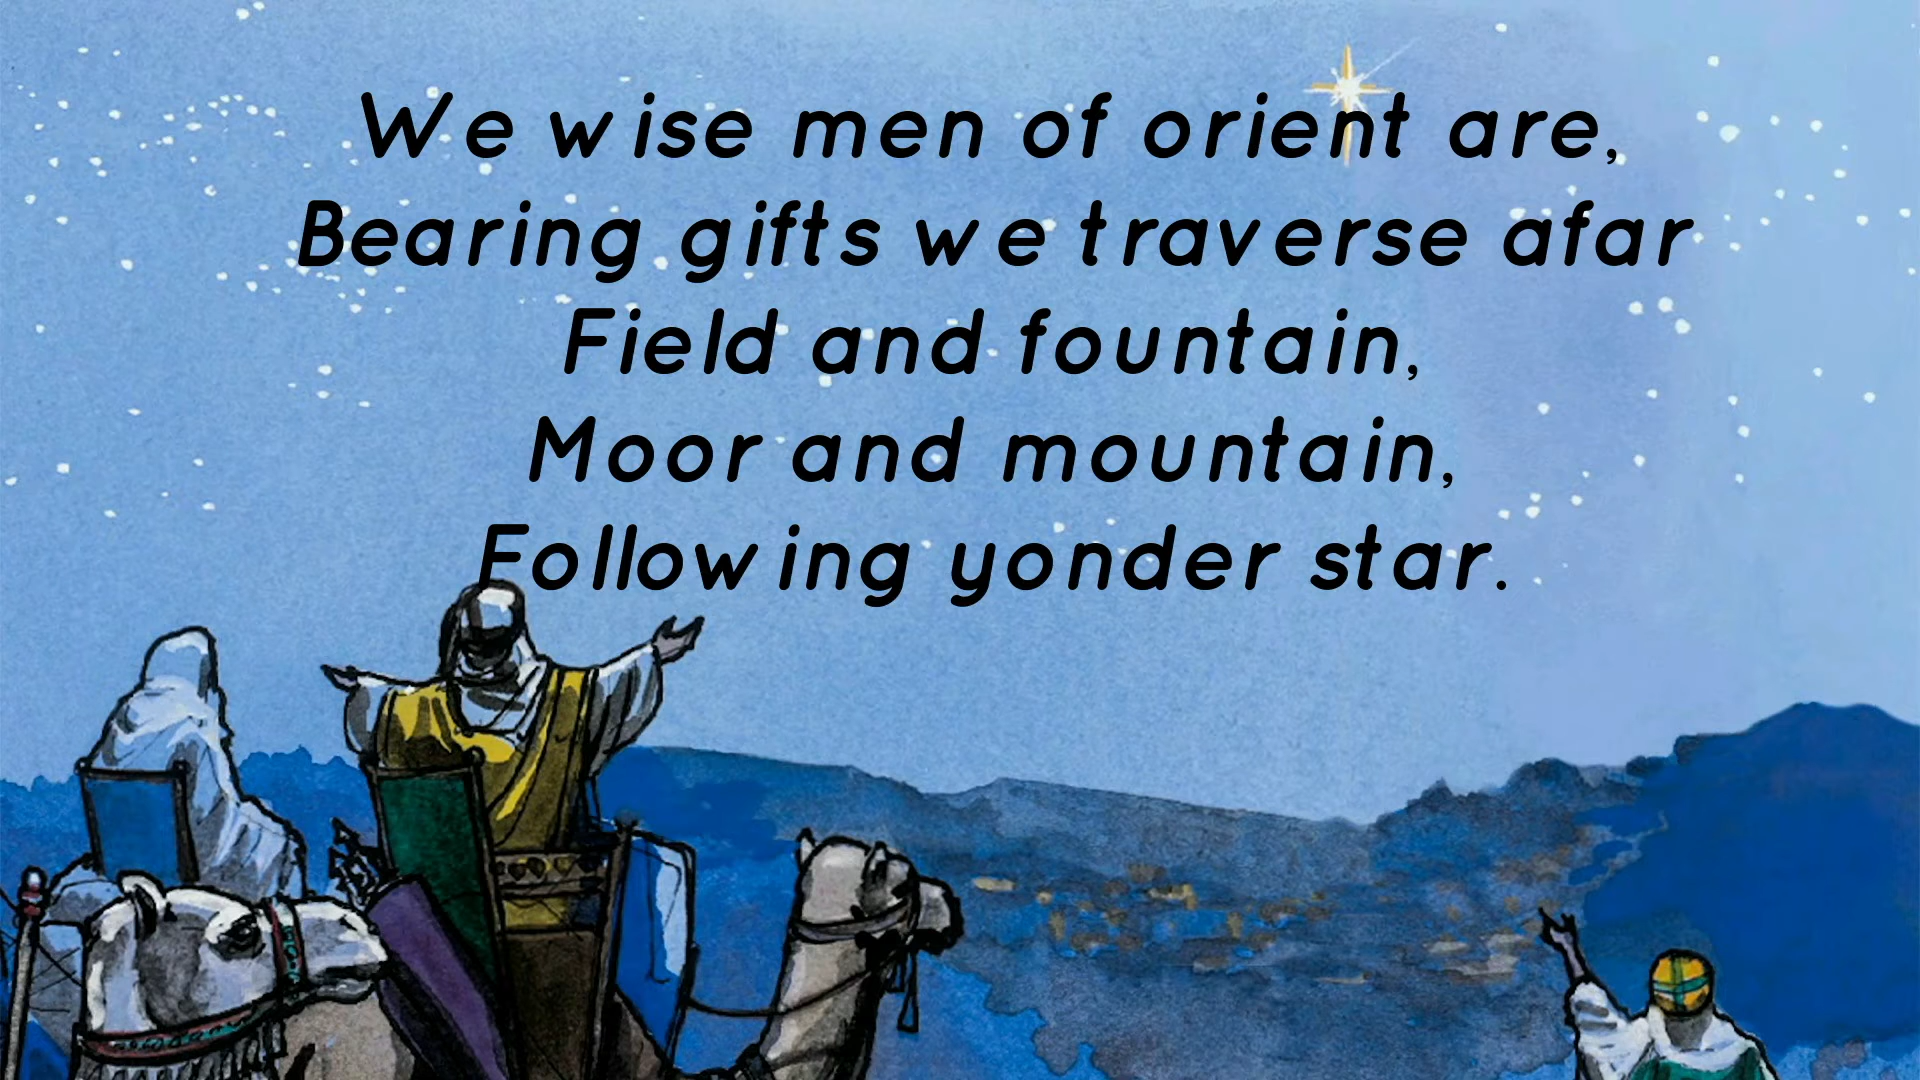 We wise men of orient are,
Bearing gifts we traverse afar
Field and fountain,
Moor and mountain,
Following yonder star.